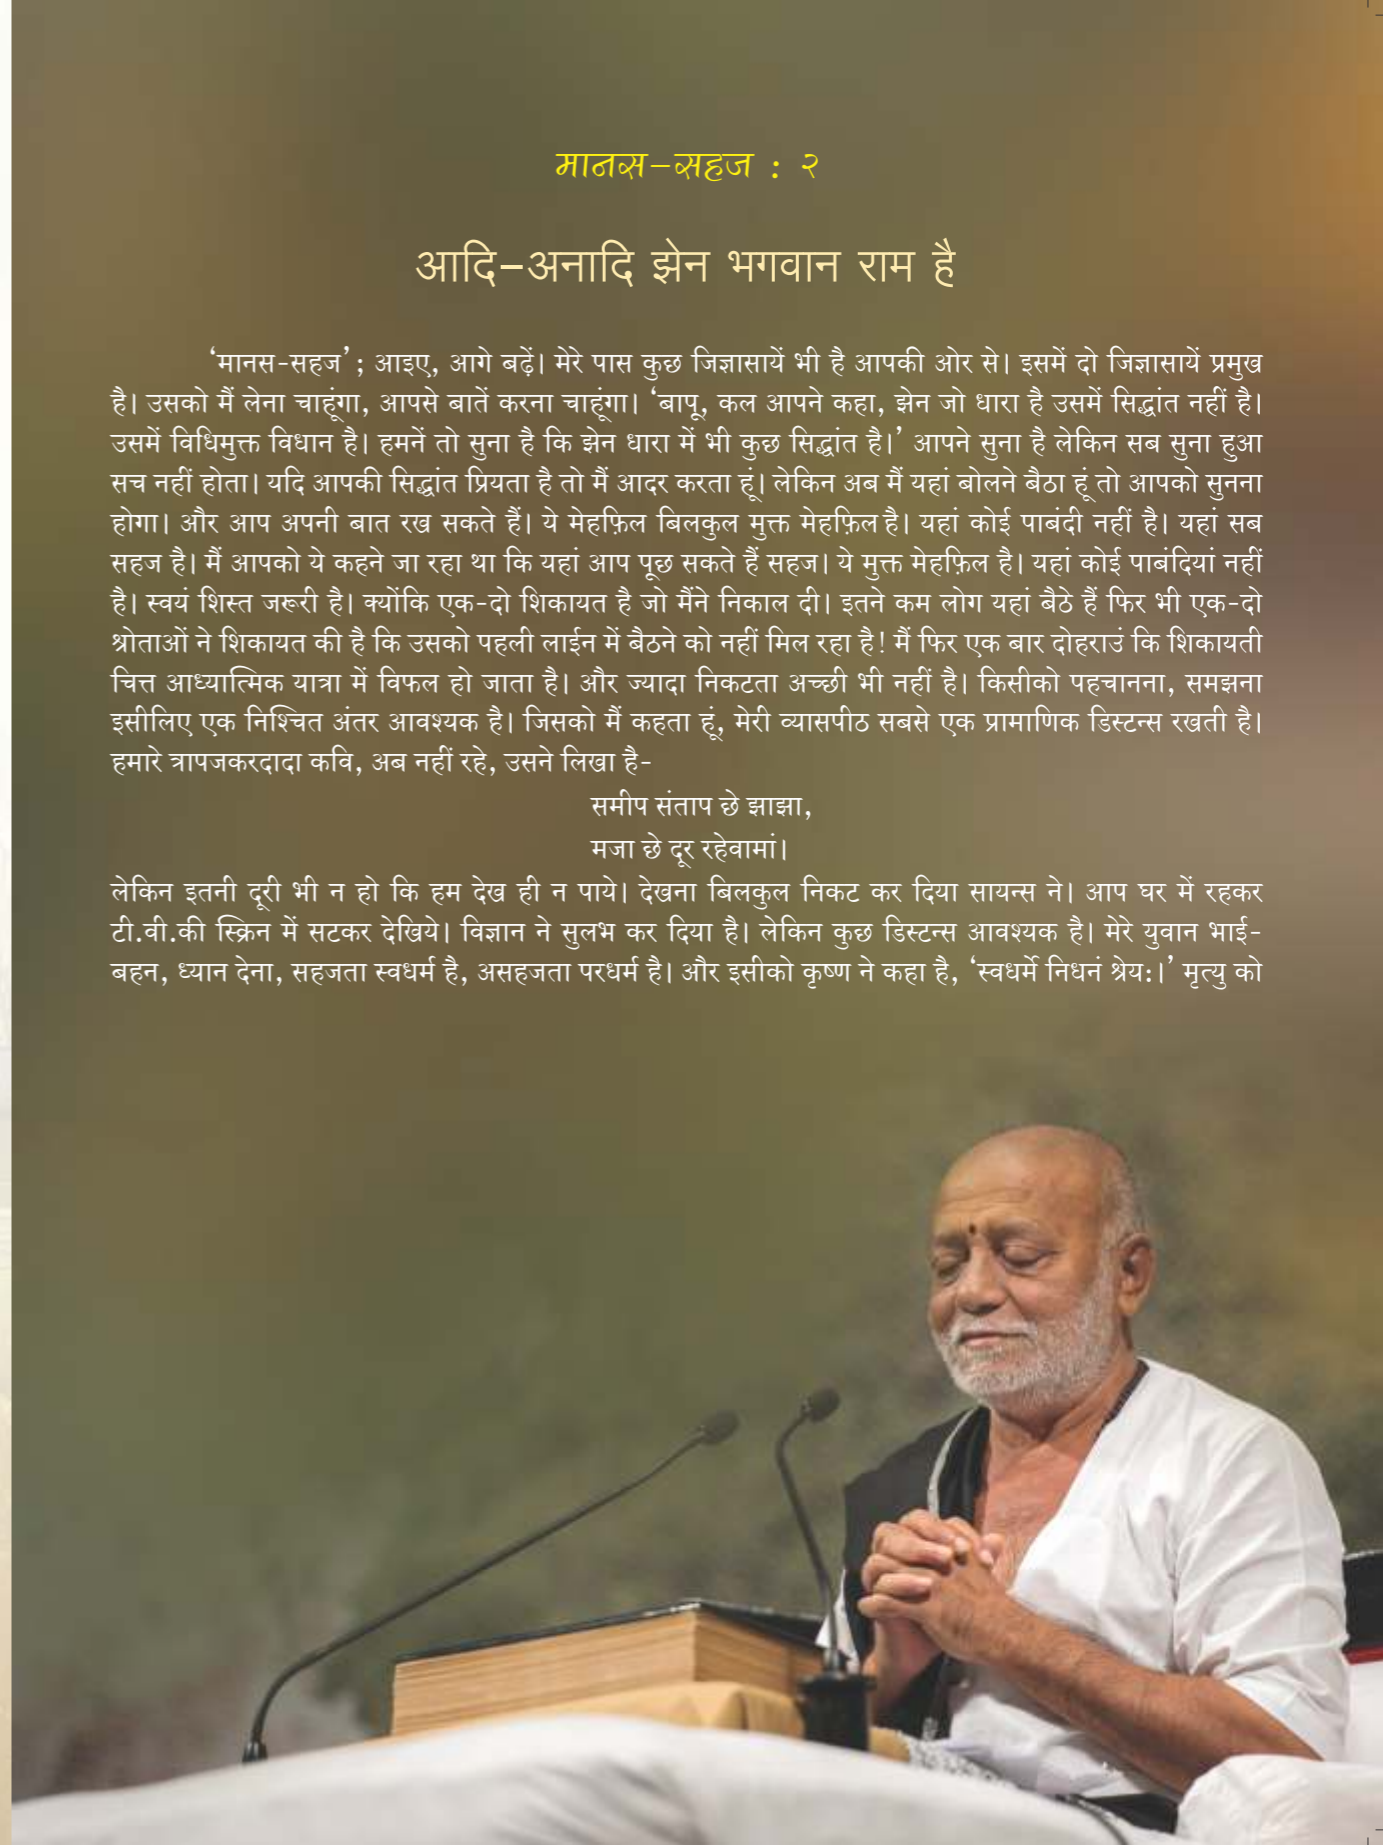 मानस-सहज : २
आदि-अनादि झेन भगवान राम है
‘मानस-सहज’; आइए, आगे बढ़ें। मेरे पास कुछ जिज्ञासायें भी है आपकी ओर से। इसमें दो जिज्ञासायें प्रमुख
है। उसको मैं लेना चाहूंगा, आपसे बातें करना चाहूंगा। ‘बापू, कल आपने कहा, झेन जो धारा है उसमें सिद्धांत नहीं है।
उसमें विधिमुक्त विधान है। हमनें तो सुना है कि झेन धारा में भी कुछ सिद्धांत है।’ आपने सुना है लेकिन सब सुना हुआ
सच नहीं होता। यदि आपकी सिद्धांत प्रियता है तो मैं आदर करता हूं। लेकिन अब मैं यहां बोलने बैठा हूं तो आपको सुनना
होगा। और आप अपनी बात रख सकते हैं। ये मेहफ़िल बिलकुल मुक्त मेहफ़िल है। यहां कोई पाबंदी नहीं है। यहां सब
सहज है। मैं आपको ये कहने जा रहा था कि यहां आप पूछ सकते हैं सहज। ये मुक्त मेहफ़िल है। यहां कोई पाबंदियां नहीं
है। स्वयं शिस्त जरूरी है। क्योंकि एक-दो शिकायत है जो मैंने निकाल दी। इतने कम लोग यहां बैठे हैं फिर भी एक-दो
श्रोताओं ने शिकायत की है कि उसको पहली लाईन में बैठने को नहीं मिल रहा है! मैं फिर एक बार दोहराउं कि शिकायती
चित्त आध्यात्मिक यात्रा में विफल हो जाता है। और ज्यादा निकटता अच्छी भी नहीं है। किसीको पहचानना, समझना
इसीलिए एक निश्चित अंतर आवश्यक है। जिसको मैं कहता हूं, मेरी व्यासपीठ सबसे एक प्रामाणिक डिस्टन्स रखती है।
हमारे त्रापजकरदादा कवि, अब नहीं रहे, उसने लिखा है-
समीप संताप छे झाझा,
मजा छे दूर रहेवामां।
लेकिन इतनी दूरी भी न हो कि हम देख ही न पाये। देखना बिलकुल निकट कर दिया सायन्स ने। आप घर में रहकर
टी.वी.की स्क्रिन में सटकर देखिये। विज्ञान ने सुलभ कर दिया है। लेकिन कुछ डिस्टन्स आवश्यक है। मेरे युवान भाई-
बहन, ध्यान देना, सहजता स्वधर्म है, असहजता परधर्म है। और इसीको कृष्ण ने कहा है, ‘स्वधर्मे निधनं श्रेय:।’ मृत्यु को